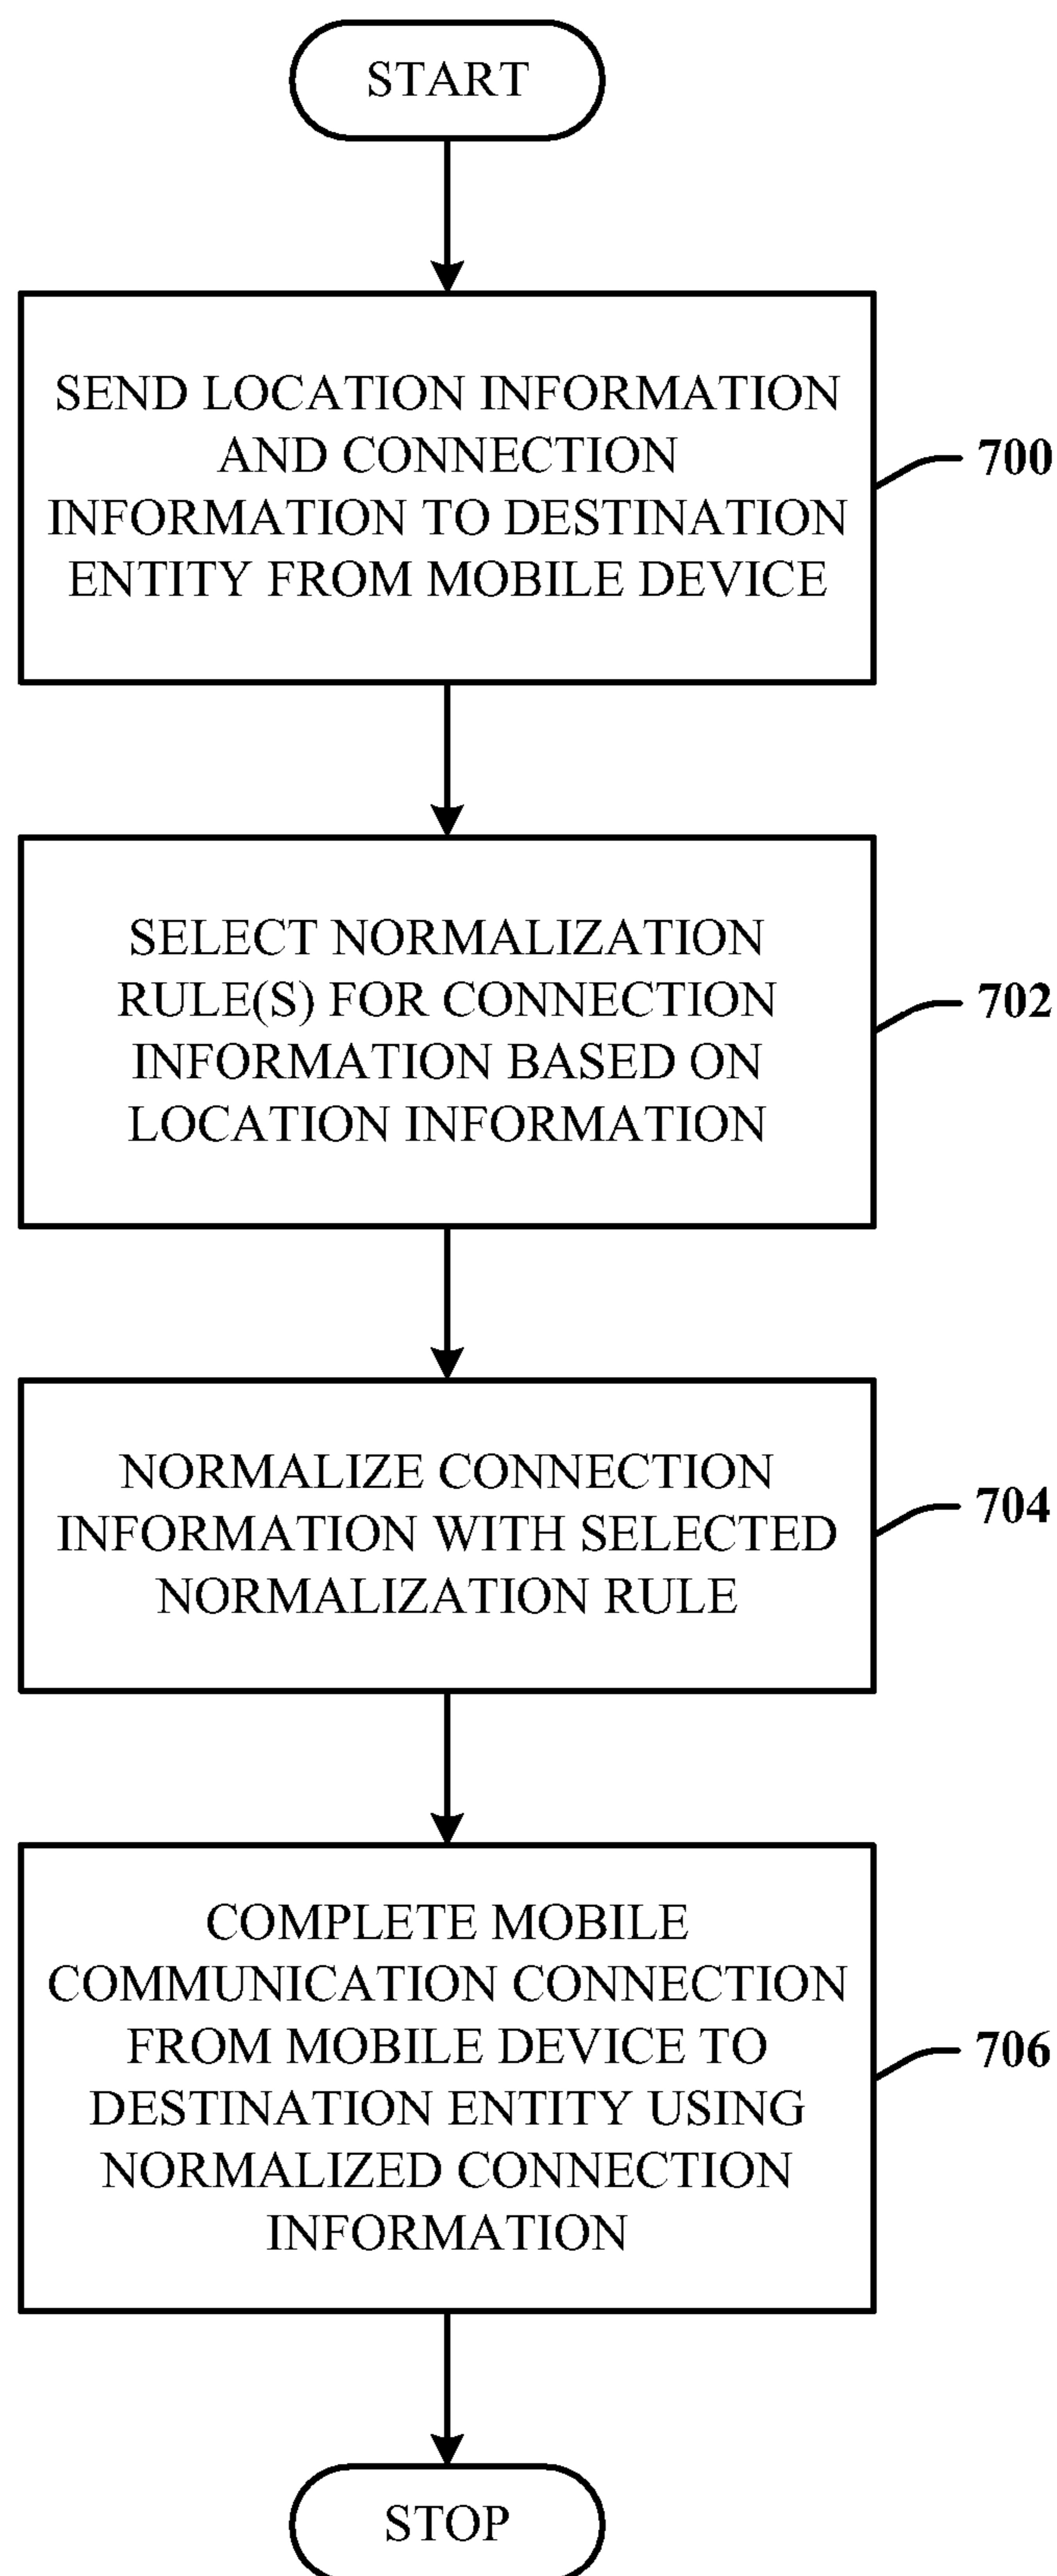 START
SEND LOCATION INFORMATION
AND CONNECTION
INFORMATION TO DESTINATION
ENTITY FROM MOBILE DEVICE
700
SELECT NORMALIZATION
RULE(S) FOR CONNECTION
INFORMATION BASED ON
LOCATION INFORMATION
702
NORMALIZE CONNECTION
INFORMATION WITH SELECTED
NORMALIZATION RULE
704
COMPLETE MOBILE
COMMUNICATION CONNECTION
FROM MOBILE DEVICE TO
DESTINATION ENTITY USING
NORMALIZED CONNECTION
INFORMATION
706
STOP